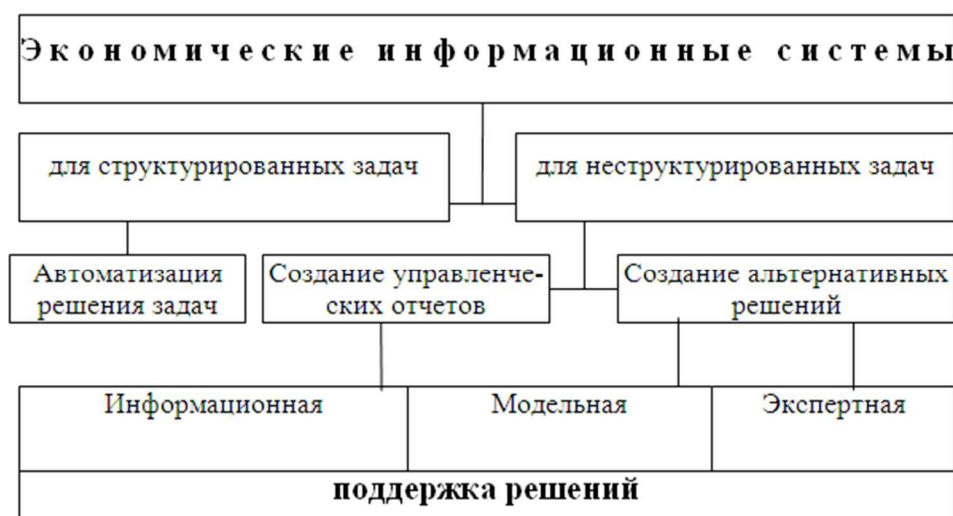 Экономические информационные системы
для структурированных задач
для неструктурированных задач
Автоматизация
решения задач
Создание управленче-
ских отчетов
Создание альтернативных
решений
Информационная
Модельная
Экспертная
поддержка решений